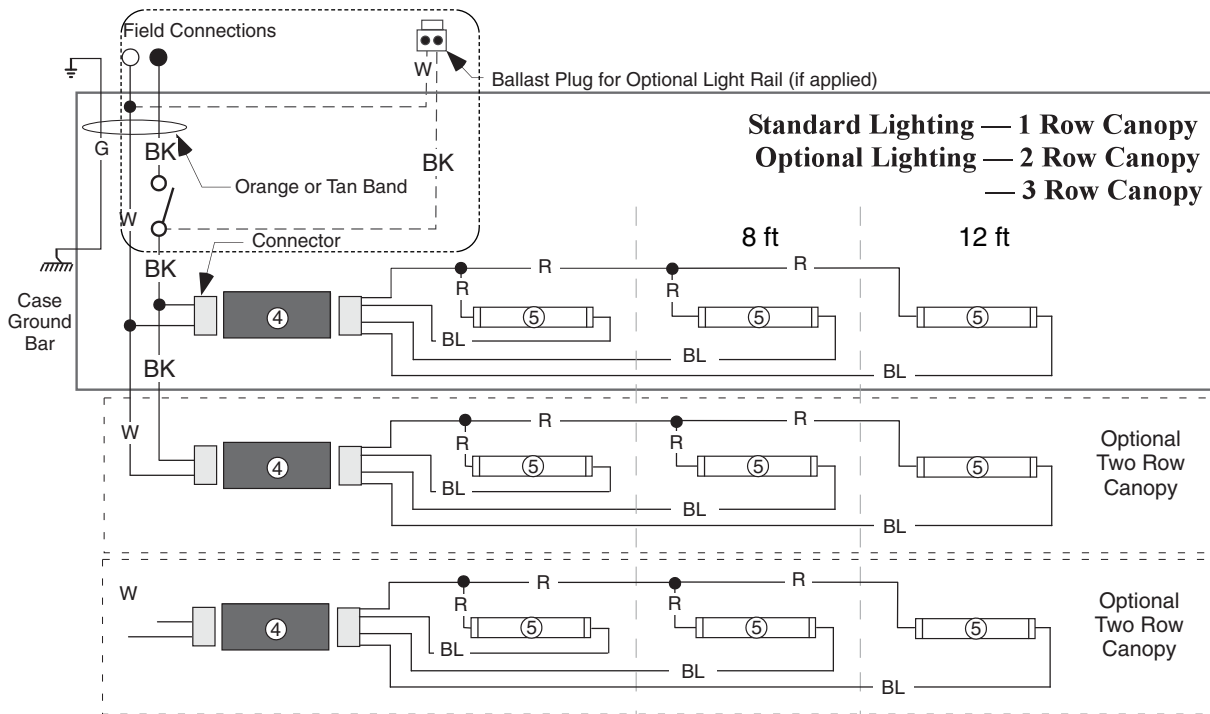 Field Connections
W
Ballast Plug for Optional Light Rail (if applied)
Standard Lighting — 1 Row Canopy
Optional Lighting — 2 Row Canopy
— 3 Row Canopy
G
BK
BK
Orange or Tan Band
W
Connector
8 ft
12 ft
BK
R
R
R
R
Case
Ground
Bar
4
5
5
5
BL
BL
BL
BK
W
R
R
R
R
4
5
5
5
BL
BL
BL
Optional
Two Row
Canopy
W
R
R
R
R
4
5
5
5
BL
BL
BL
Optional
Two Row
Canopy